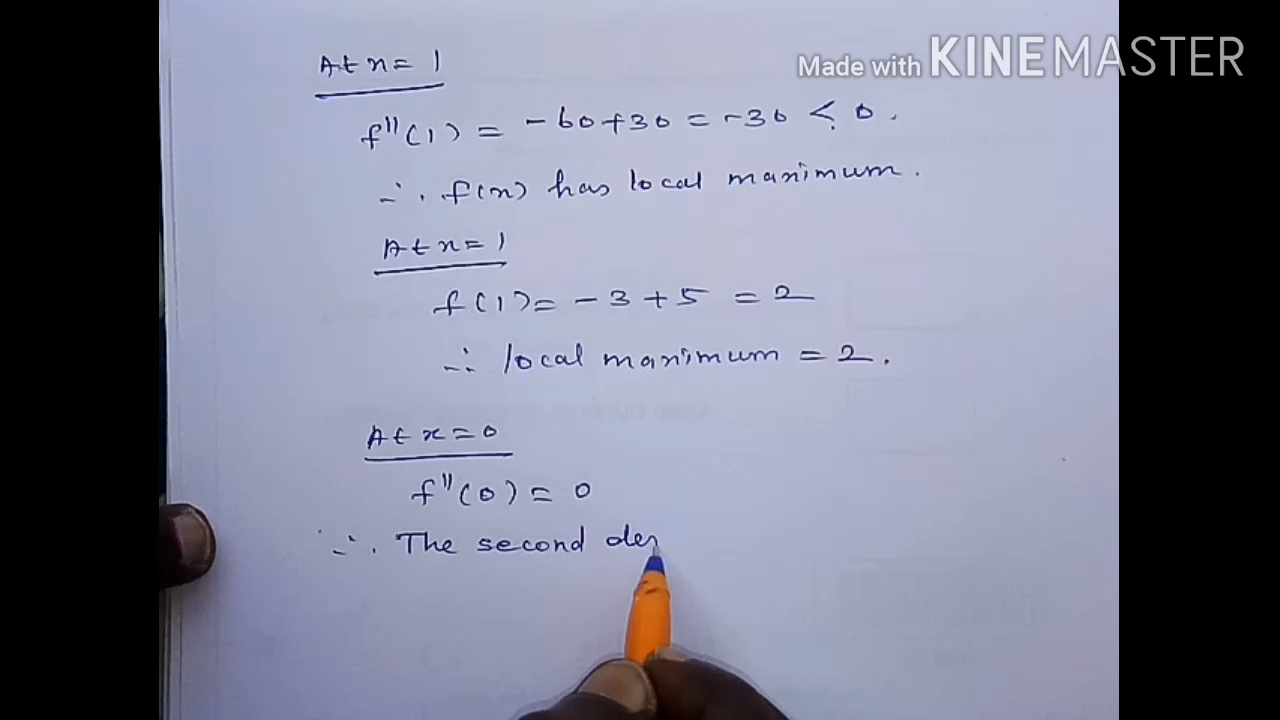 Made with KINEMASTER
At x = 1
f''(1) = -60+30 = -30 < 0.
∴ f(x) has local maximum.
At x = 1
f(1) = -3 + 5 = 2
∴ local maximum = 2.
At x = 0
f''(0) = 0
∴ The second der